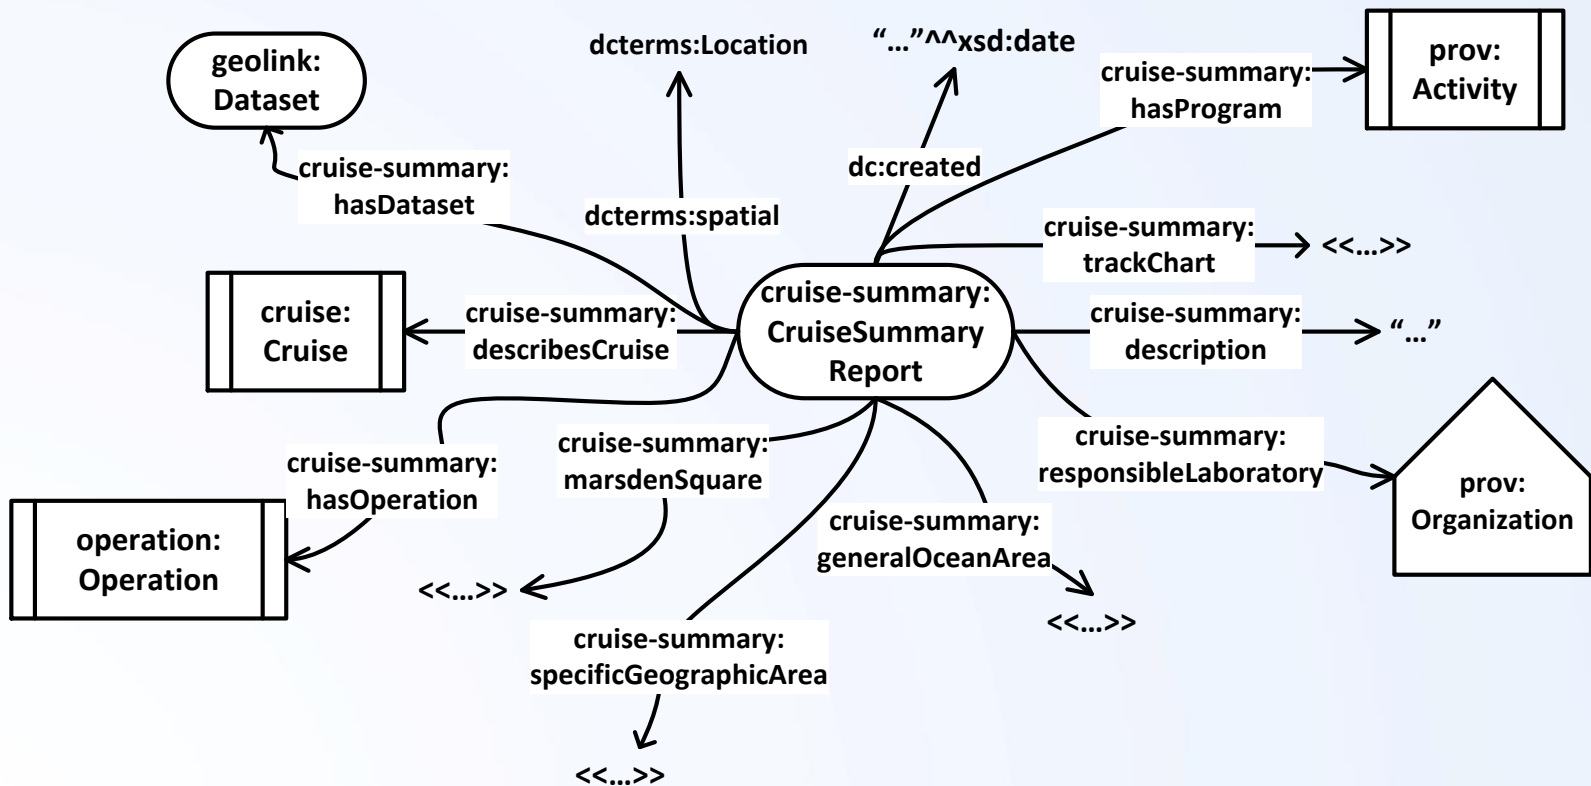 geolink:
Dataset
dcterms:Location
“...”^^xsd:date
cruise-summary:
hasProgram
prov:
Activity
cruise-summary:
hasDataset
dcterms:spatial
dc:created
cruise-summary:
trackChart
<<...>>
cruise:
Cruise
cruise-summary:
describesCruise
cruise-summary:
CruiseSummary
Report
cruise-summary:
description
“...”
cruise-summary:
hasOperation
cruise-summary:
marsdenSquare
cruise-summary:
responsibleLaboratory
prov:
Organization
operation:
Operation
<<...>>
cruise-summary:
generalOceanArea
<<...>>
cruise-summary:
specificGeographicArea
<<...>>